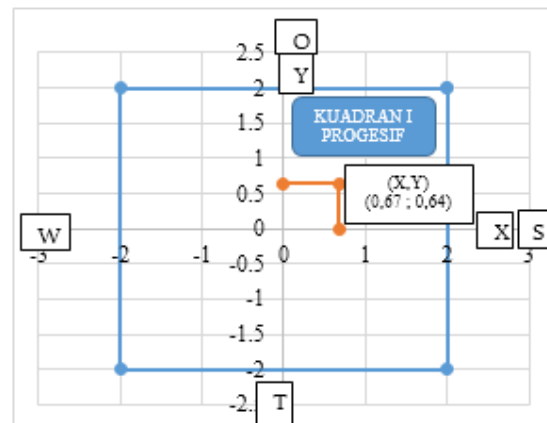 O
2.5
Y
2
KUADRAN I
PROGESIF
1.5
1
(X,Y)
(0,67 ; 0,64)
0.5
W
0
X
S
-3
-2
-1
0
1
2
3
-0.5
-1
-1.5
-2
T